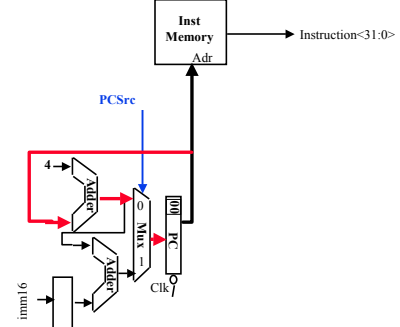 Inst
Memory
Adr
Instruction<31:0>
PCSrc
4
Adder
0
Mux
1
00
PC
Adder
Clk
imm16